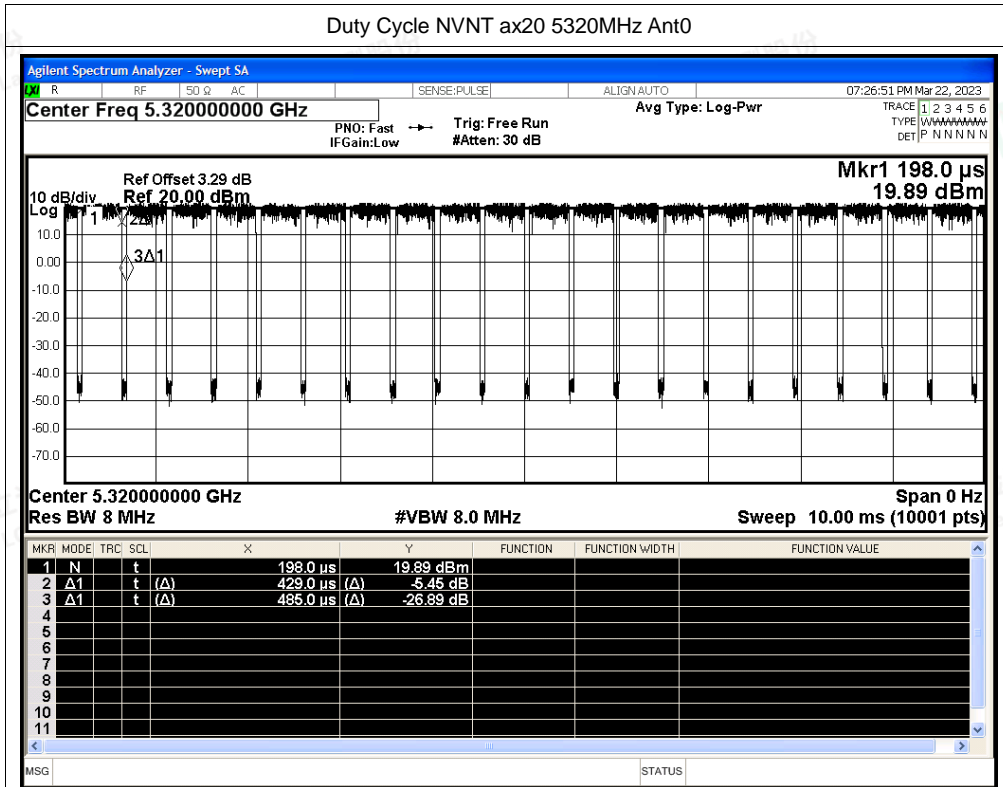 Duty Cycle NVNT ax20 5320MHz Ant0
Agilent Spectrum Analyzer - Swept SA
LXI R RF 50 Ω AC SENSE:PULSE ALIGN AUTO 07:26:51 PM Mar 22, 2023
Center Freq 5.320000000 GHz Avg Type: Log-Pwr TRACE 1 2 3 4 5 6
PNO: Fast Trig: Free Run TYPE WWWWWW
IFGain:Low #Atten: 30 dB DET P N N N N N
Mkr1 198.0 µs
Ref Offset 3.29 dB
10 dB/div Ref 20.00 dBm 19.89 dBm
Log
1 2Δ1
10.0
0.00 3Δ1
-10.0
-20.0
-30.0
-40.0
-50.0
-60.0
-70.0
Center 5.320000000 GHz Span 0 Hz
Res BW 8 MHz #VBW 8.0 MHz Sweep 10.00 ms (10001 pts)
MKR MODE TRC SCL X Y FUNCTION FUNCTION WIDTH FUNCTION VALUE
1 N t 198.0 µs 19.89 dBm
2 Δ1 t (Δ) 429.0 µs (Δ) -5.45 dB
3 Δ1 t (Δ) 485.0 µs (Δ) -26.89 dB
4
5
6
7
8
9
10
11
MSG STATUS